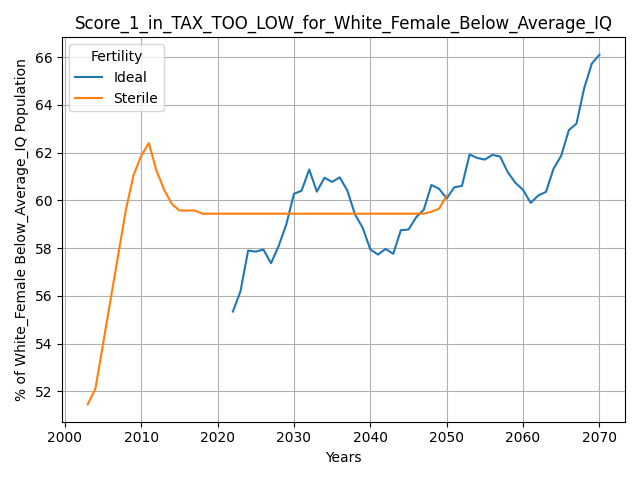 Score_1_in_TAX_TOO_LOW_for_White_Female_Below_Average_IQ
% of White_Female Below_Average_IQ Population
66
64
62
60
58
56
54
52
Fertility
Ideal
Sterile
2000 2010 2020 2030 2040 2050 2060 2070
Years